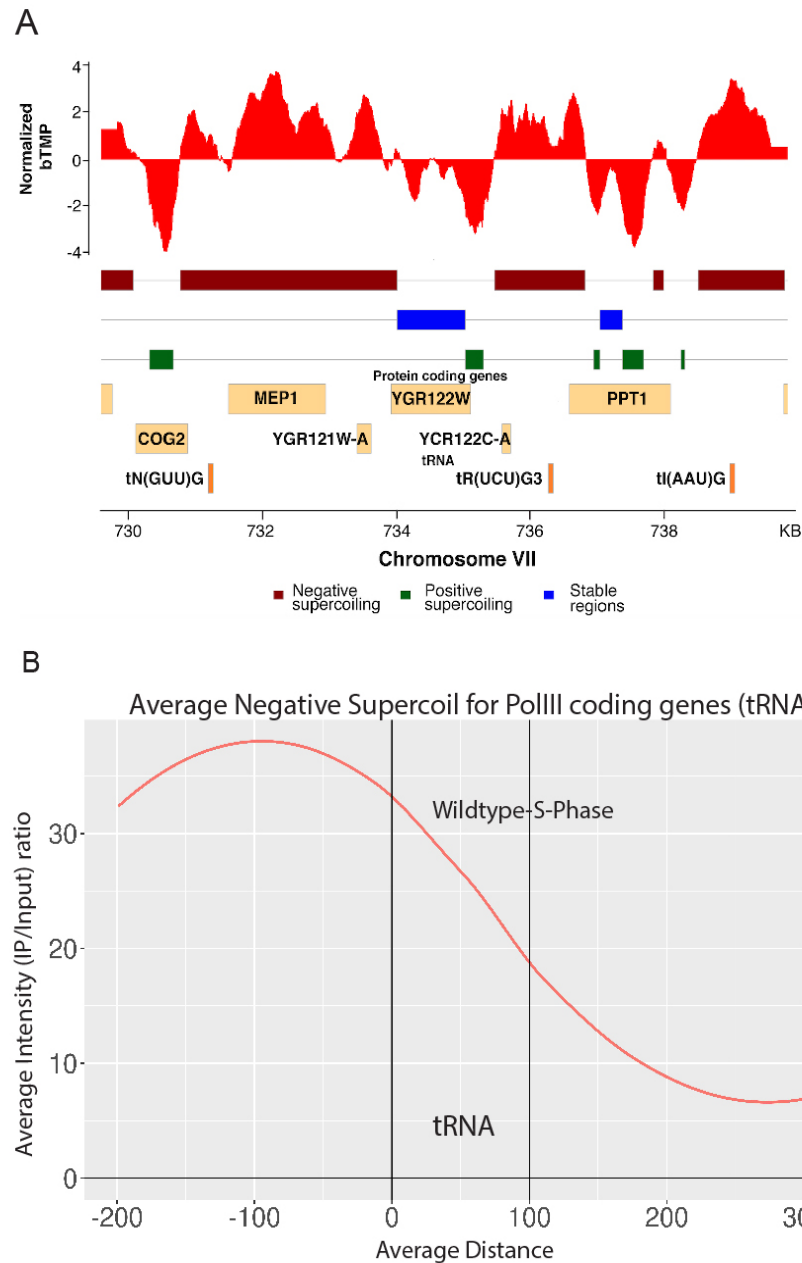 A
Normalized
bTMP
4
2
0
-2
-4
Protein coding genes
MEP1
YGR122W
PPT1
COG2
YGR121W-A
YCR122C-A
tRNA
tN(GUU)G
tR(UCU)G3
tI(AAU)G
730
732
734
736
738
KB
Chromosome VII
Negative
supercoiling
Positive
supercoiling
Stable
regions
B
Average Negative Supercoil for PolIII coding genes (tRNA
Average Intensity (IP/Input) ratio
30
20
10
0
Wildtype-S-Phase
tRNA
-200
-100
0
100
200
30
Average Distance